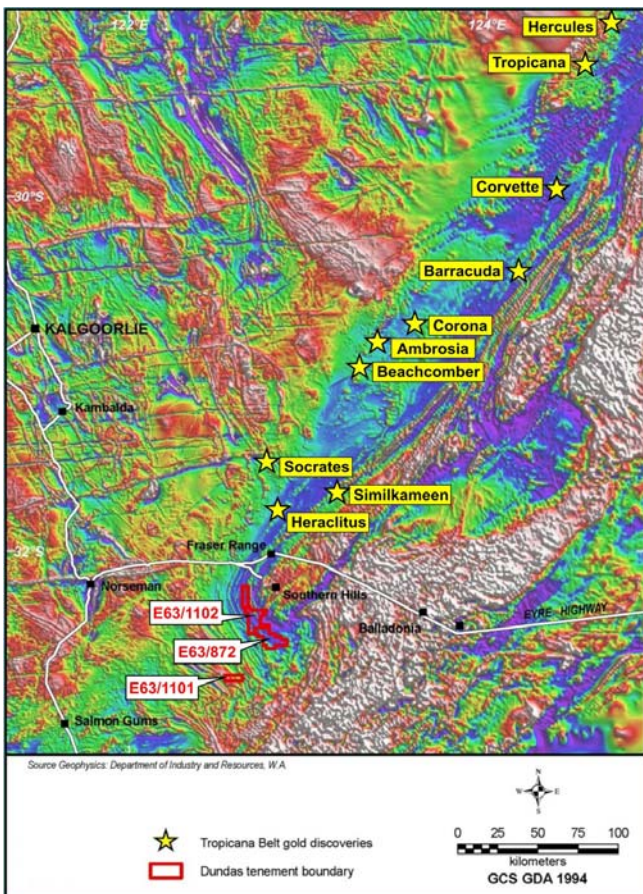 122°E
124°E
Hercules
Tropicana
Corvette
30°S
Barracuda
Corona
KALGOORLIE
Ambrosia
Beachcomber
Kambalda
Socrates
Similkameen
Heraclitus
32°S
Fraser Range
Norseman
Southern Hills
E63/1102
Balladonia
EYRE HIGHWAY
E63/872
E63/1101
Salmon Gums
Source Geophysics: Department of Industry and Resources, W.A.
N
W E
S
Tropicana Belt gold discoveries
0 25 50 75 100
kilometers
Dundas tenement boundary
GCS GDA 1994